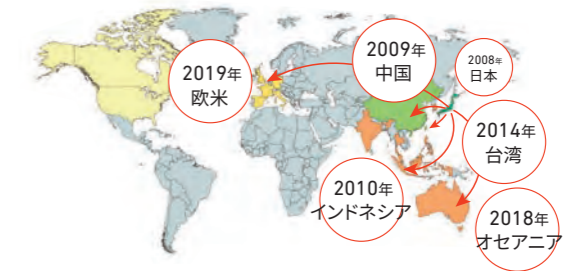 2019年
欧米
2009年
中国
2008年
日本
2014年
台湾
2010年
インドネシア
2018年
オセアニア